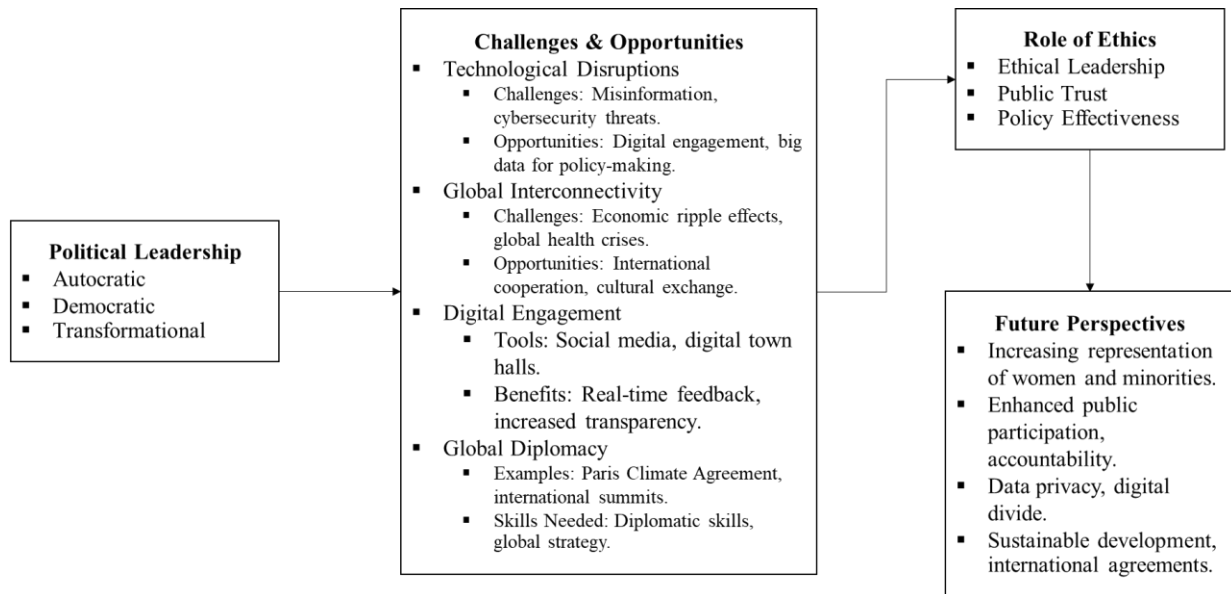 Political Leadership
▪ Autocratic
▪ Democratic
▪ Transformational
Challenges & Opportunities
▪ Technological Disruptions
▪ Challenges: Misinformation,
cybersecurity threats.
▪ Opportunities: Digital engagement, big
data for policy-making.
▪ Global Interconnectivity
▪ Challenges: Economic ripple effects,
global health crises.
▪ Opportunities: International
cooperation, cultural exchange.
▪ Digital Engagement
▪ Tools: Social media, digital town
halls.
▪ Benefits: Real-time feedback,
increased transparency.
▪ Global Diplomacy
▪ Examples: Paris Climate Agreement,
international summits.
▪ Skills Needed: Diplomatic skills,
global strategy.
Role of Ethics
▪ Ethical Leadership
▪ Public Trust
▪ Policy Effectiveness
Future Perspectives
▪ Increasing representation
of women and minorities.
▪ Enhanced public
participation,
accountability.
▪ Data privacy, digital
divide.
▪ Sustainable development,
international agreements.